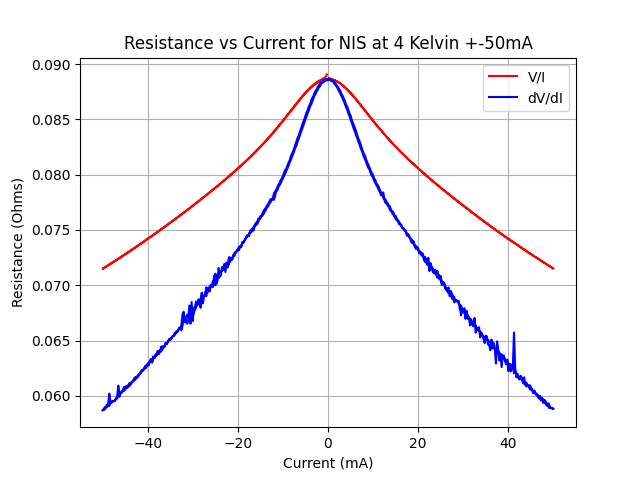 Resistance vs Current for NIS at 4 Kelvin +-50mA
Resistance (Ohms)
0.090
0.085
0.080
0.075
0.070
0.065
0.060
V/I
dV/dI
−40
−20
0
20
40
Current (mA)